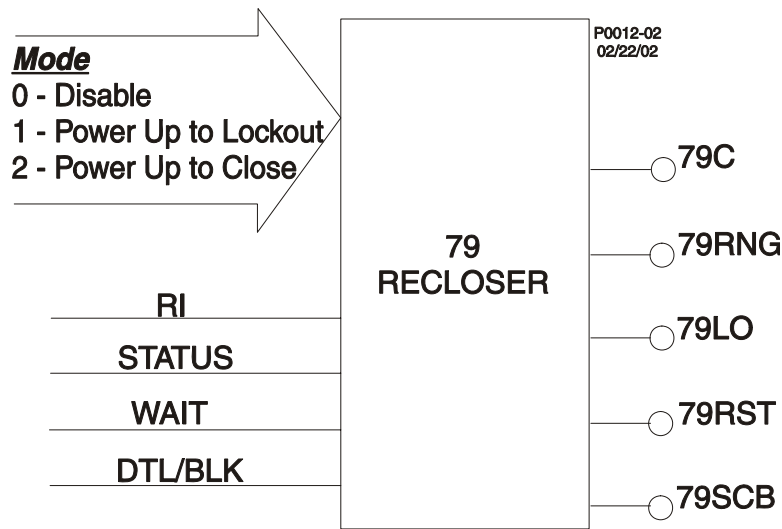 Mode
0 - Disable
1 - Power Up to Lockout
2 - Power Up to Close
P0012-02
02/22/02
79
RECLOSER
RI
STATUS
WAIT
DTL/BLK
79C
79RNG
79LO
79RST
79SCB